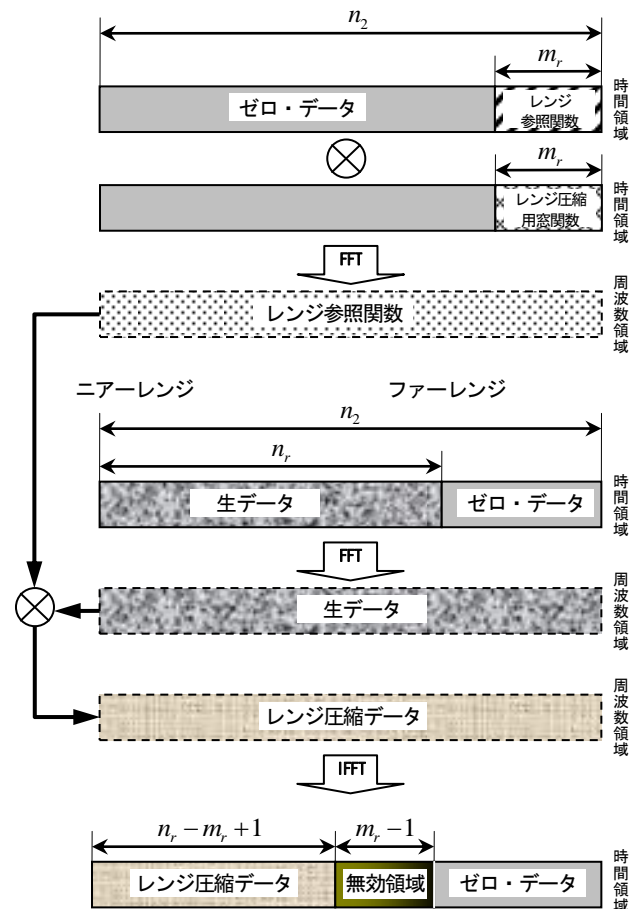 n₂
mᵣ
ゼロ・データ
レンジ
参照関数
時間領域
mᵣ
レンジ圧縮
用窓関数
時間領域
FFT
レンジ参照関数
周波数領域
ニアーレンジ
ファーレンジ
n₂
nᵣ
生データ
ゼロ・データ
時間領域
FFT
生データ
周波数領域
レンジ圧縮データ
周波数領域
IFFT
nᵣ − mᵣ + 1
mᵣ − 1
レンジ圧縮データ
無効領域
ゼロ・データ
時間領域